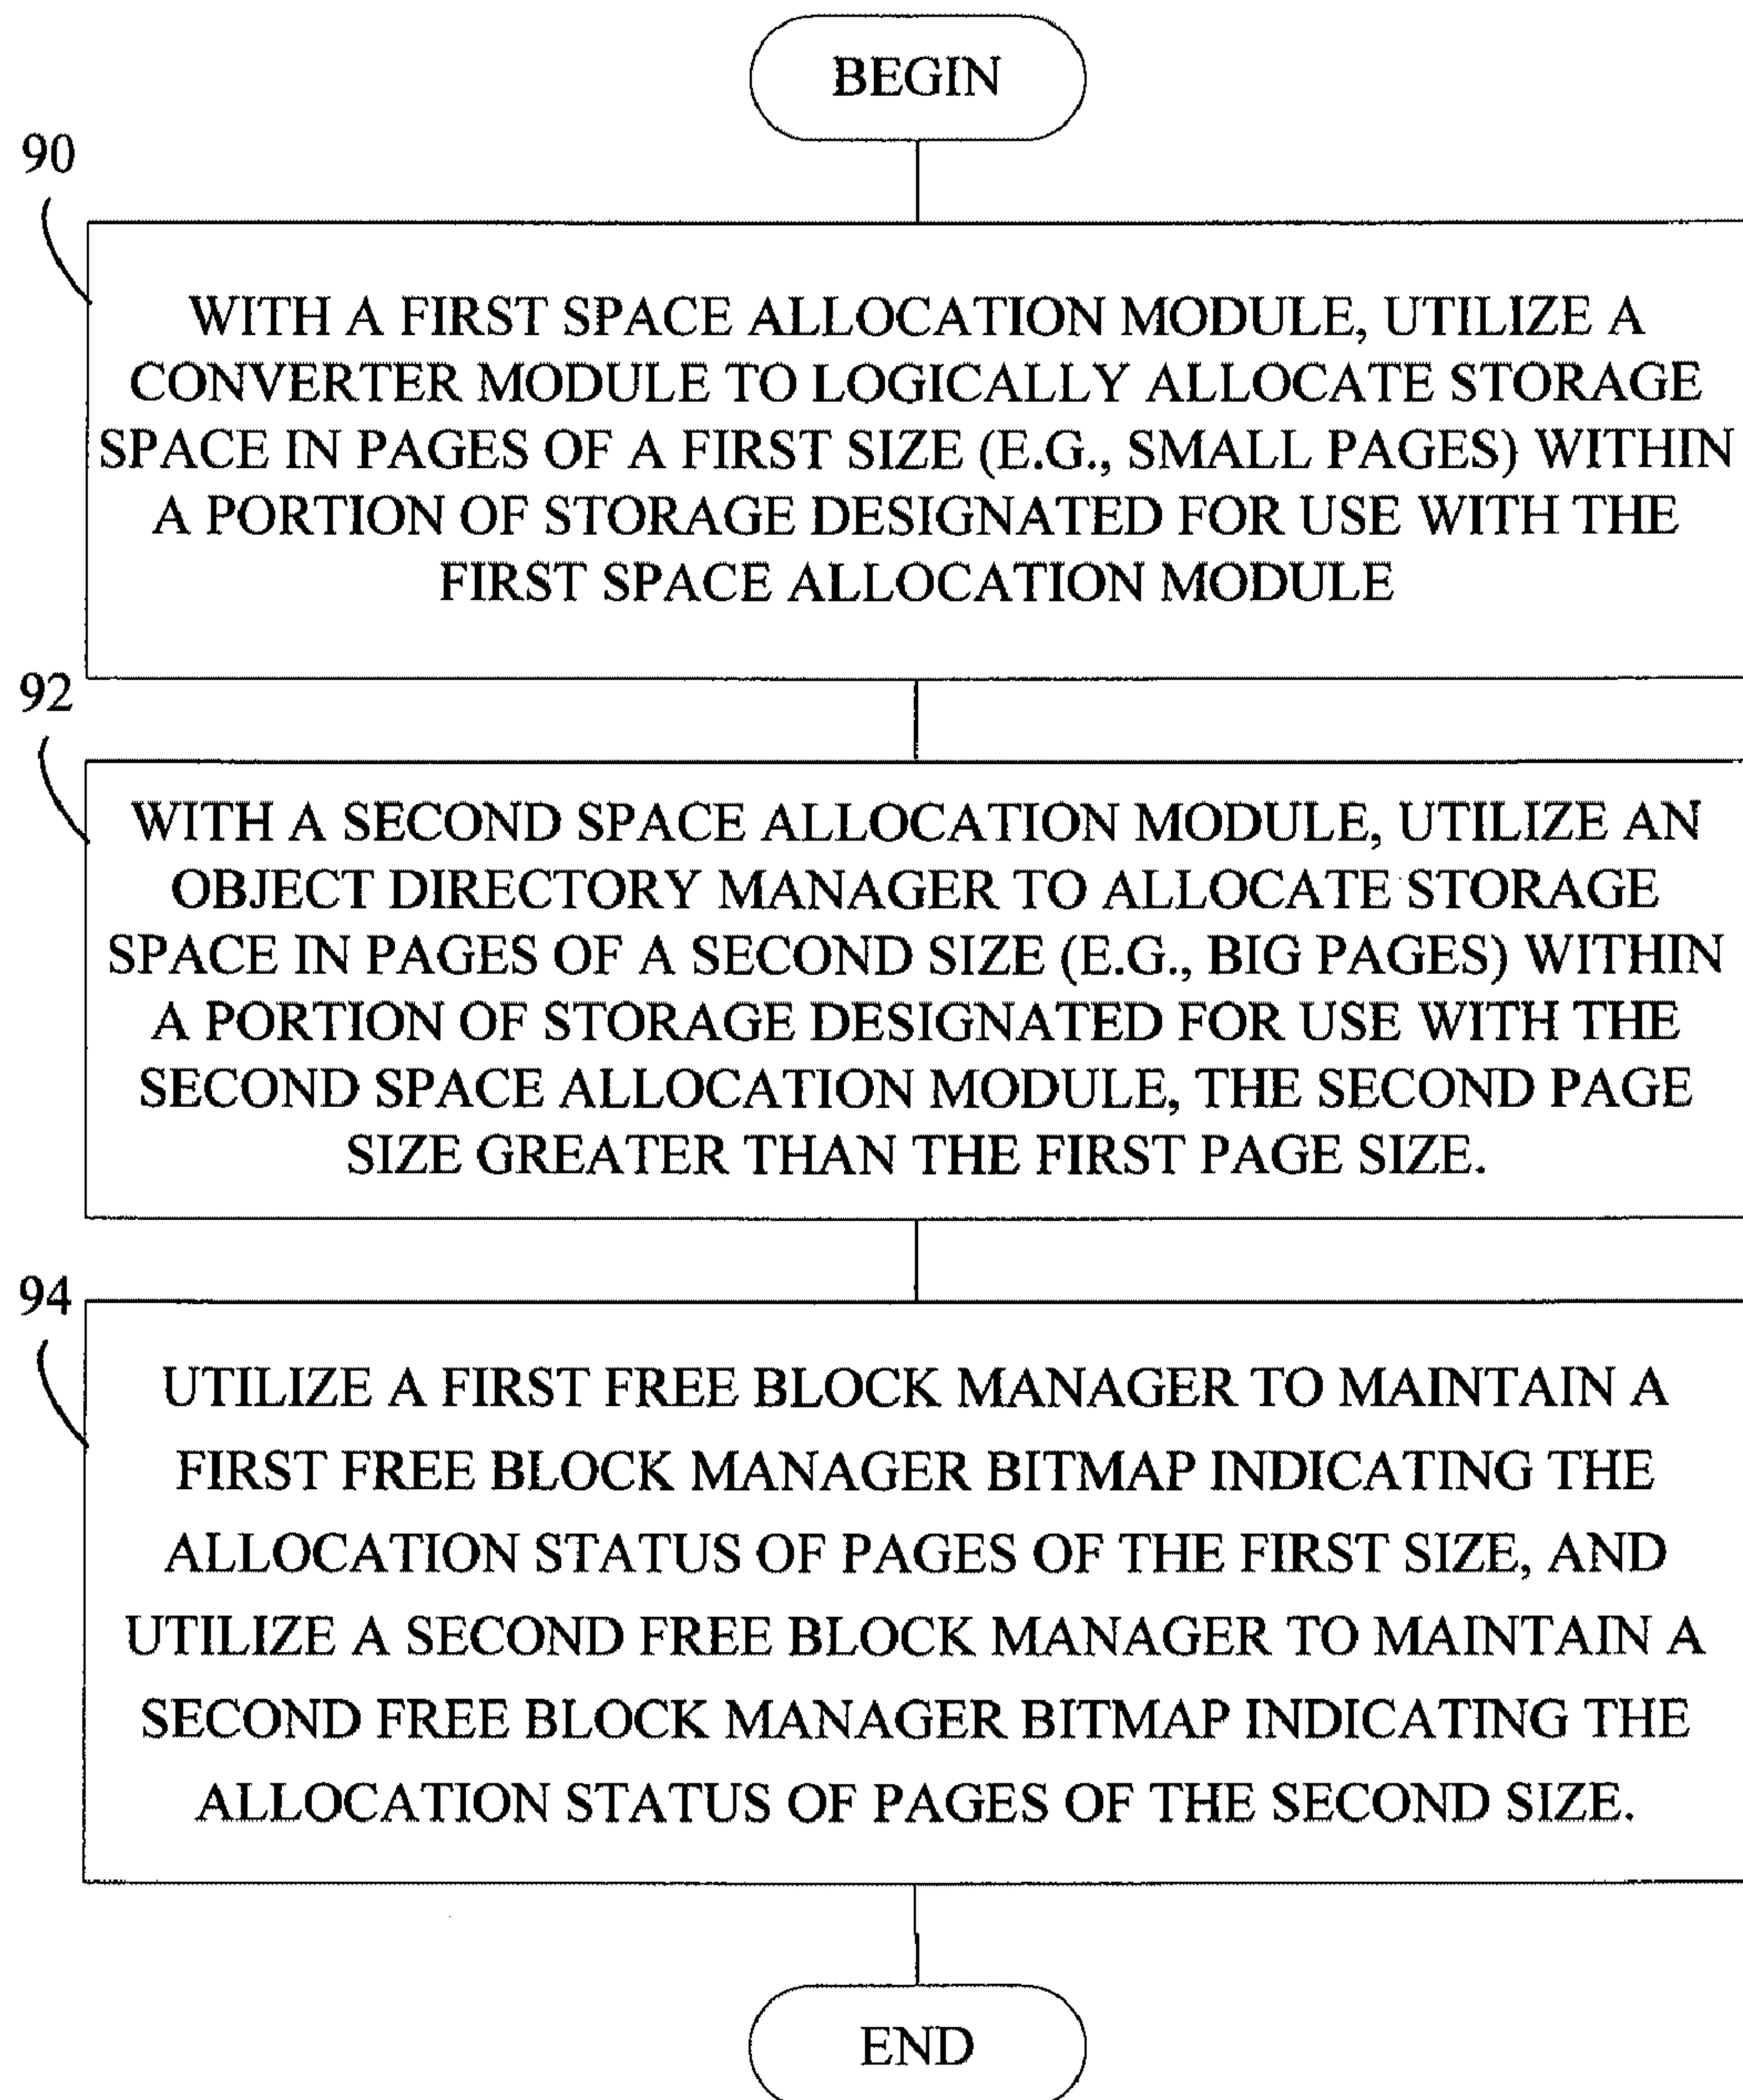 BEGIN
90
WITH A FIRST SPACE ALLOCATION MODULE, UTILIZE A
CONVERTER MODULE TO LOGICALLY ALLOCATE STORAGE
SPACE IN PAGES OF A FIRST SIZE (E.G., SMALL PAGES) WITHIN
A PORTION OF STORAGE DESIGNATED FOR USE WITH THE
FIRST SPACE ALLOCATION MODULE
92
WITH A SECOND SPACE ALLOCATION MODULE, UTILIZE AN
OBJECT DIRECTORY MANAGER TO ALLOCATE STORAGE
SPACE IN PAGES OF A SECOND SIZE (E.G., BIG PAGES) WITHIN
A PORTION OF STORAGE DESIGNATED FOR USE WITH THE
SECOND SPACE ALLOCATION MODULE, THE SECOND PAGE
SIZE GREATER THAN THE FIRST PAGE SIZE.
94
UTILIZE A FIRST FREE BLOCK MANAGER TO MAINTAIN A
FIRST FREE BLOCK MANAGER BITMAP INDICATING THE
ALLOCATION STATUS OF PAGES OF THE FIRST SIZE, AND
UTILIZE A SECOND FREE BLOCK MANAGER TO MAINTAIN A
SECOND FREE BLOCK MANAGER BITMAP INDICATING THE
ALLOCATION STATUS OF PAGES OF THE SECOND SIZE.
END